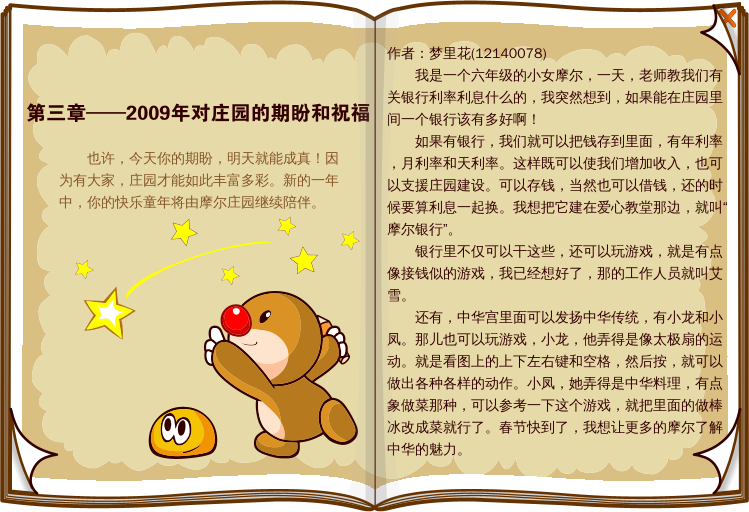 第三章——2009年对庄园的期盼和祝福
也许，今天你的期盼，明天就能成真！因
为有大家，庄园才能如此丰富多彩。新的一年
中，你的快乐童年将由摩尔庄园继续陪伴。
作者：梦里花(12140078)
我是一个六年级的小女摩尔，一天，老师教我们有
关银行利率利息什么的，我突然想到，如果能在庄园里
间一个银行该有多好啊！
如果有银行，我们就可以把钱存到里面，有年利率
，月利率和天利率。这样既可以使我们增加收入，也可
以支援庄园建设。可以存钱，当然也可以借钱，还的时
候要算利息一起换。我想把它建在爱心教堂那边，就叫“
摩尔银行”。
银行里不仅可以干这些，还可以玩游戏，就是有点
像接钱似的游戏，我已经想好了，那的工作人员就叫艾
雪。
还有，中华宫里面可以发扬中华传统，有小龙和小
凤。那儿也可以玩游戏，小龙，他弄得是像太极扇的运
动。就是看图上的上下左右键和空格，然后按，就可以
做出各种各样的动作。小凤，她弄得是中华料理，有点
象做菜那种，可以参考一下这个游戏，就把里面的做棒
冰改成菜就行了。春节快到了，我想让更多的摩尔了解
中华的魅力。